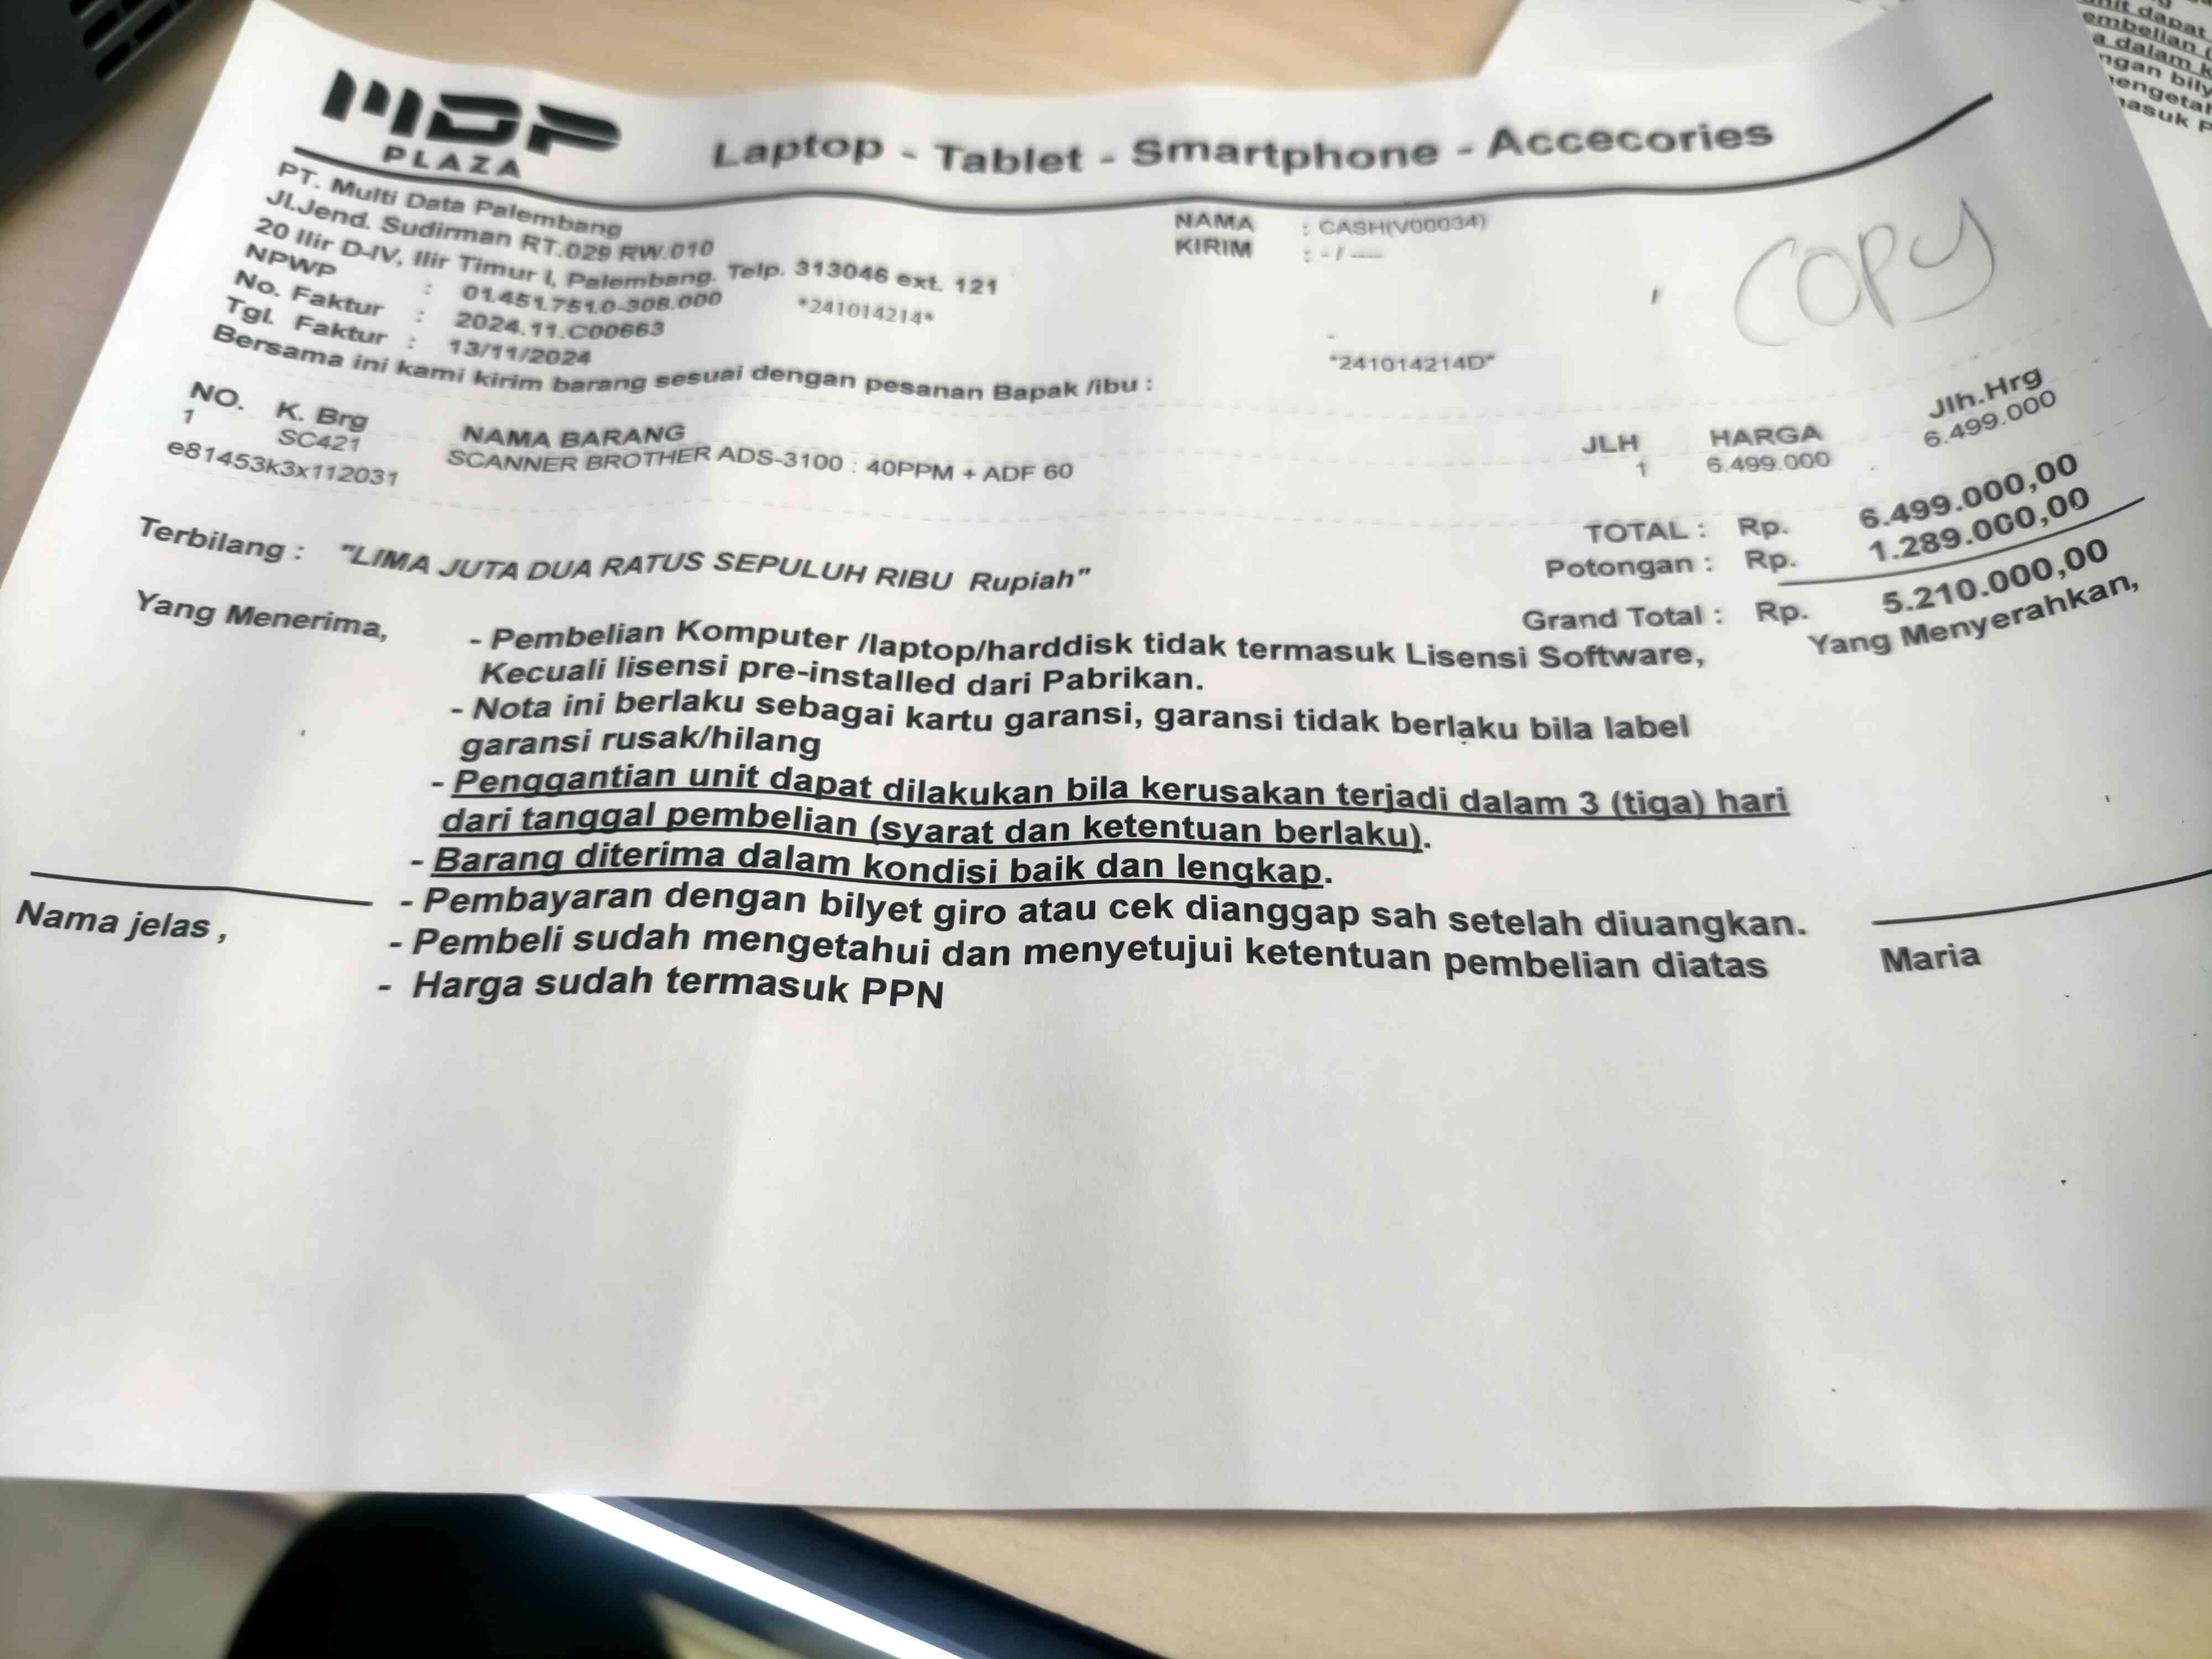 MDP
PLAZA
Laptop - Tablet - Smartphone - Accecories
PT. Multi Data Palembang
Jl.Jend. Sudirman RT.029 RW.010
20 Ilir D-IV, Ilir Timur I, Palembang. Telp. 313046 ext. 121
NPWP : 01.451.751.0-308.000 *241014214*
No. Faktur : 2024.11.C00663
Tgl. Faktur : 13/11/2024
Bersama ini kami kirim barang sesuai dengan pesanan Bapak /ibu :
NAMA : CASH(V00034)
KIRIM : - / ----
-
*241014214D*
COPY
NO. K. Brg NAMA BARANG JLH HARGA Jlh.Hrg
1 SC421 SCANNER BROTHER ADS-3100 : 40PPM + ADF 60 1 6.499.000 6.499.000
e81453k3x112031
TOTAL : Rp. 6.499.000,00
Potongan : Rp. 1.289.000,00
Grand Total : Rp. 5.210.000,00
Terbilang : "LIMA JUTA DUA RATUS SEPULUH RIBU Rupiah"
Yang Menerima,
Yang Menyerahkan,
- Pembelian Komputer /laptop/harddisk tidak termasuk Lisensi Software,
Kecuali lisensi pre-installed dari Pabrikan.
- Nota ini berlaku sebagai kartu garansi, garansi tidak berlaku bila label
garansi rusak/hilang
- Penggantian unit dapat dilakukan bila kerusakan terjadi dalam 3 (tiga) hari
dari tanggal pembelian (syarat dan ketentuan berlaku).
- Barang diterima dalam kondisi baik dan lengkap.
- Pembayaran dengan bilyet giro atau cek dianggap sah setelah diuangkan.
- Pembeli sudah mengetahui dan menyetujui ketentuan pembelian diatas
- Harga sudah termasuk PPN
Nama jelas ,
Maria